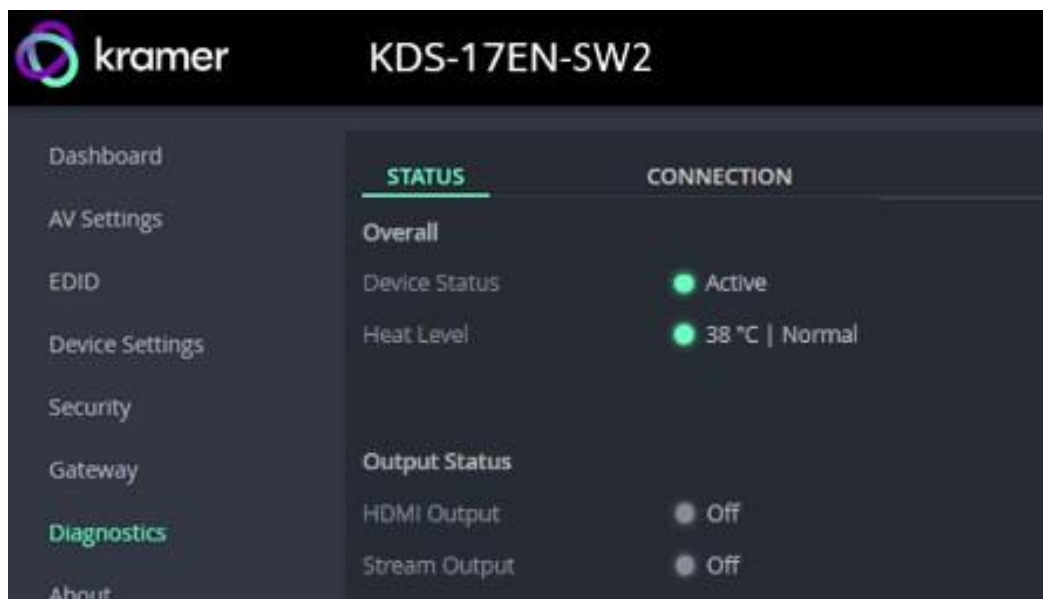 kramer
KDS-17EN-SW2
Dashboard
AV Settings
EDID
Device Settings
Security
Gateway
Diagnostics
About
STATUS
CONNECTION
Overall
Device Status Active
Heat Level 38 °C | Normal
Output Status
HDMI Output Off
Stream Output Off